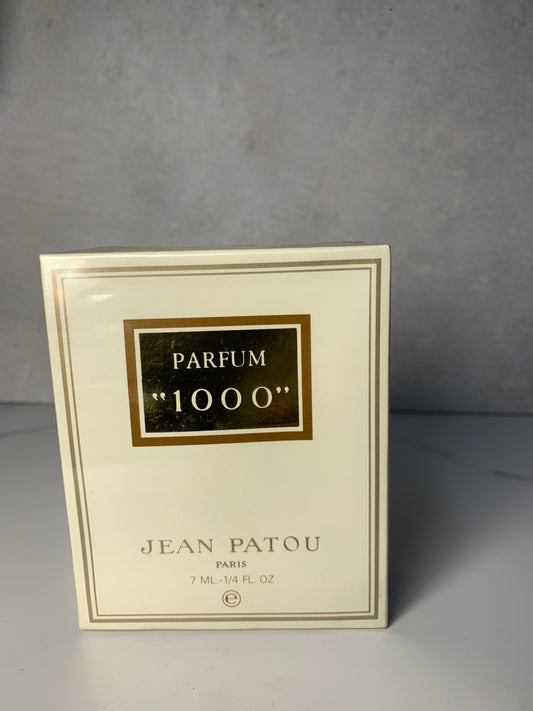 PARFUM
"1000"
JEAN PATOU
PARIS
7 ML.-1/4 FL. OZ
℮